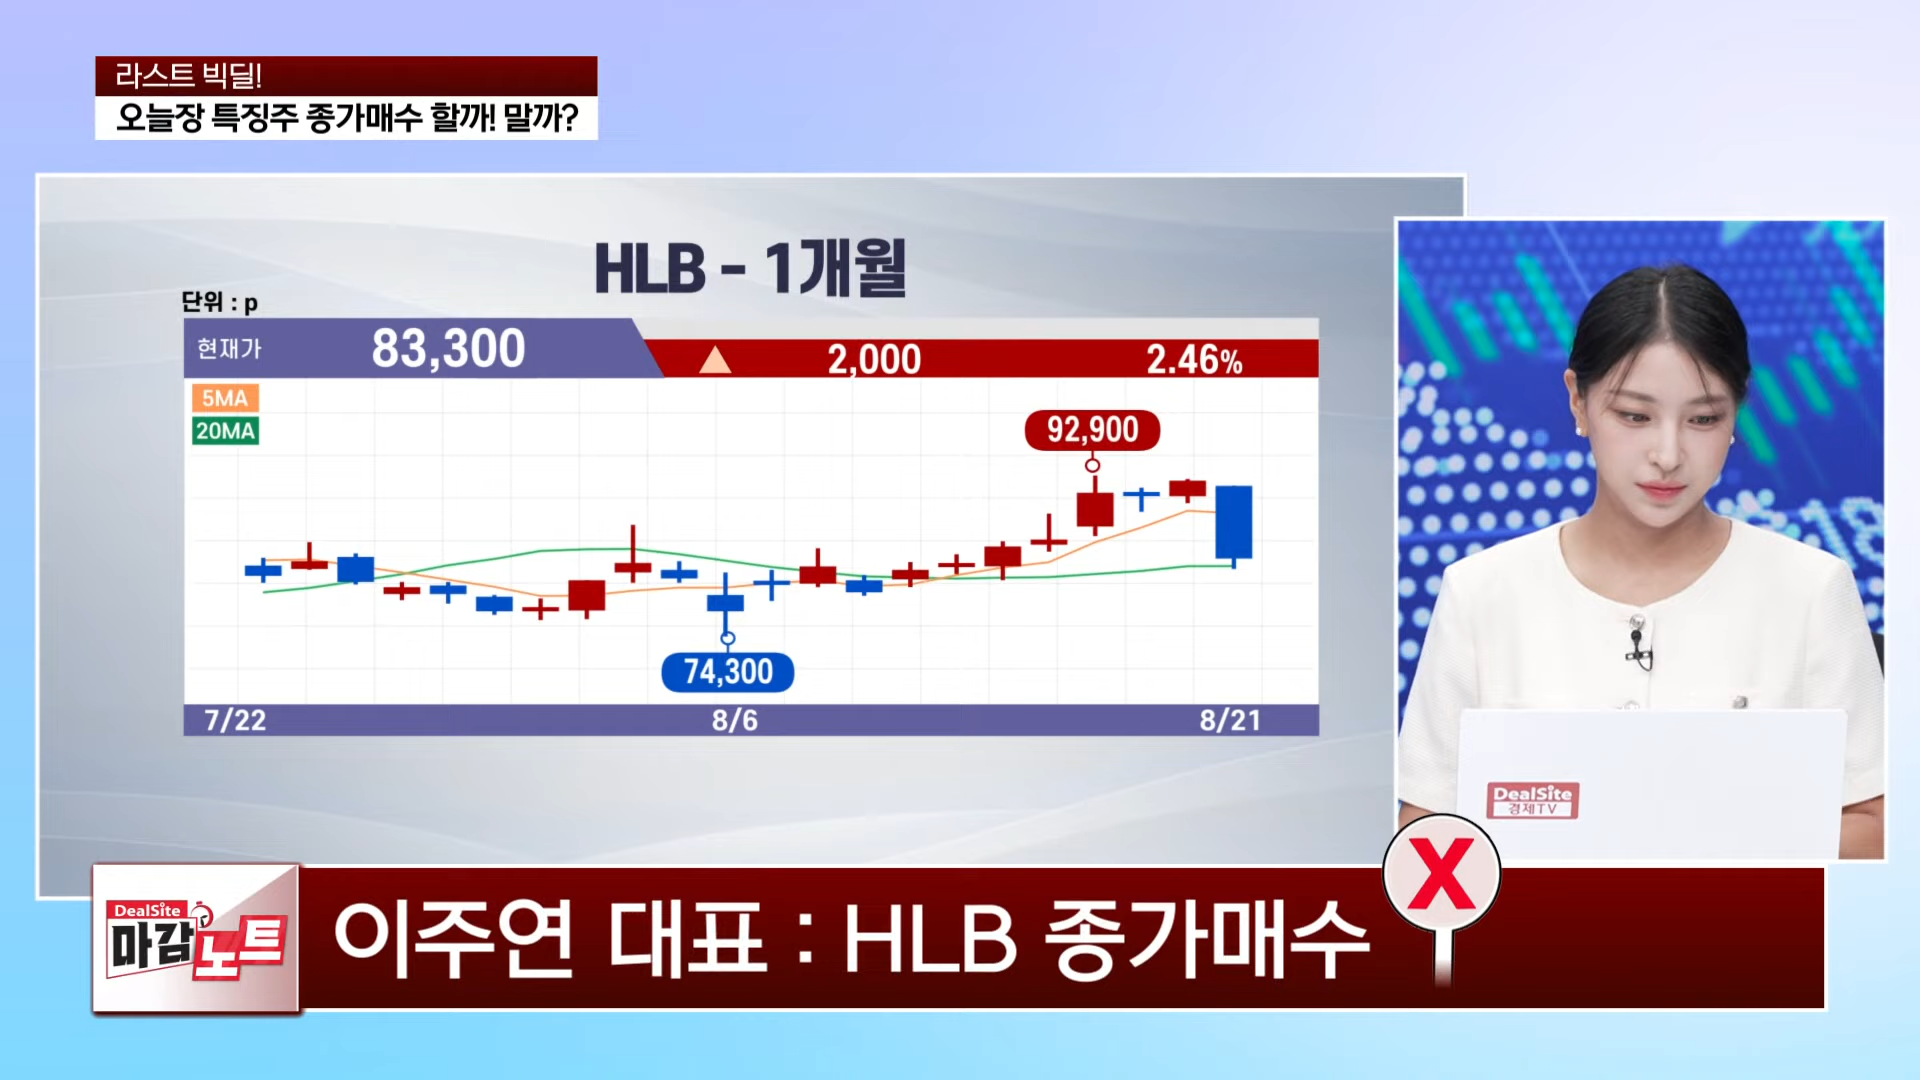 라스트 빅딜!
오늘장 특징주 종가매수 할까! 말까?
HLB - 1개월
단위 : p
현재가 83,300 ▲ 2,000 2.46%
5MA
20MA
92,900
74,300
7/22 8/6 8/21
DealSite
경제TV
DealSite
마감
노트
이주연 대표 : HLB 종가매수 X